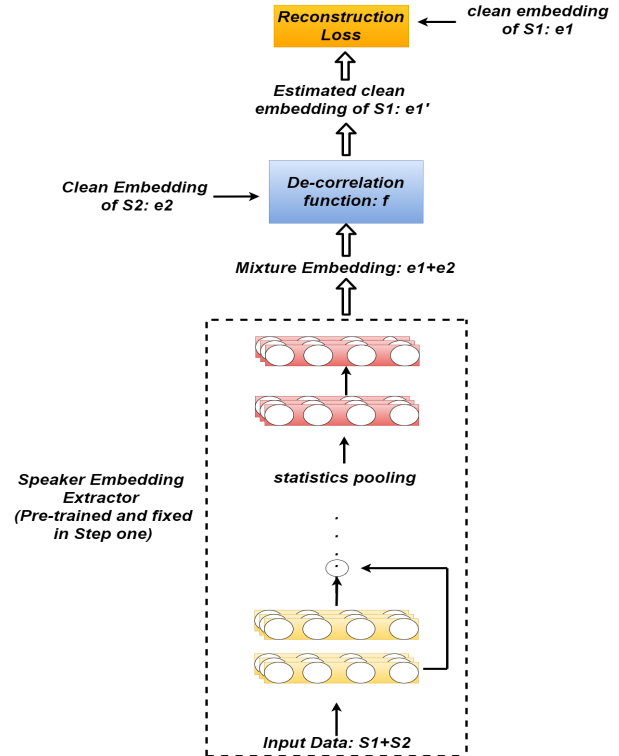 Reconstruction
Loss
clean embedding
of S1: e1
Estimated clean
embedding of S1: e1'
Clean Embedding
of S2: e2
De-correlation
function: f
Mixture Embedding: e1+e2
statistics pooling
Speaker Embedding
Extractor
(Pre-trained and fixed
in Step one)
Input Data: S1+S2